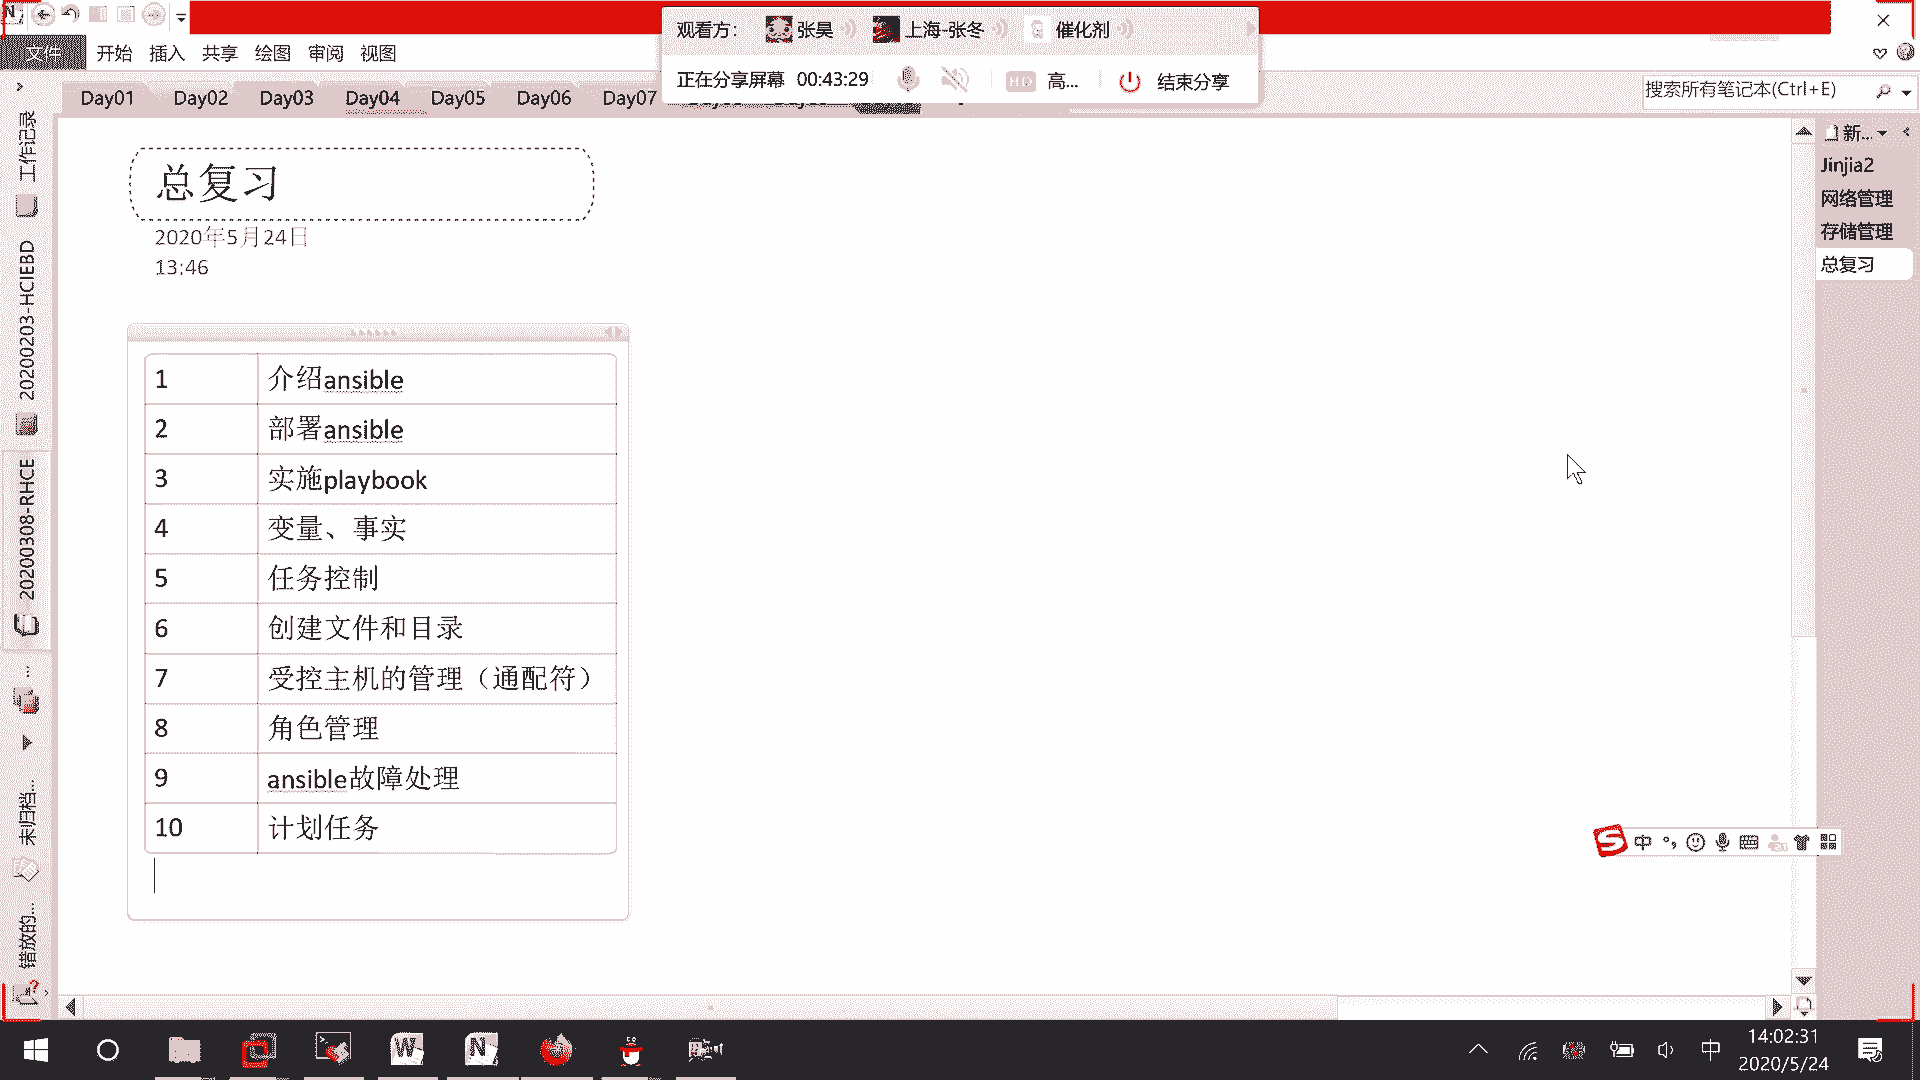 文件 开始 插入 共享 绘图 审阅 视图
观看方： 张昊 上海-张冬 催化剂
正在分享屏幕 00:43:29 HD 高... 结束分享
Day01 Day02 Day03 Day04 Day05 Day06 Day07
搜索所有笔记本(Ctrl+E)
工作记录
20200203-HCIEBD
20200308-RHCE
...
未归档...
错放的...
总复习
2020年5月24日
13:46
1 介绍ansible
2 部署ansible
3 实施playbook
4 变量、事实
5 任务控制
6 创建文件和目录
7 受控主机的管理（通配符）
8 角色管理
9 ansible故障处理
10 计划任务
新...
Jinjia2
网络管理
存储管理
总复习
中
中
14:02:31
2020/5/24